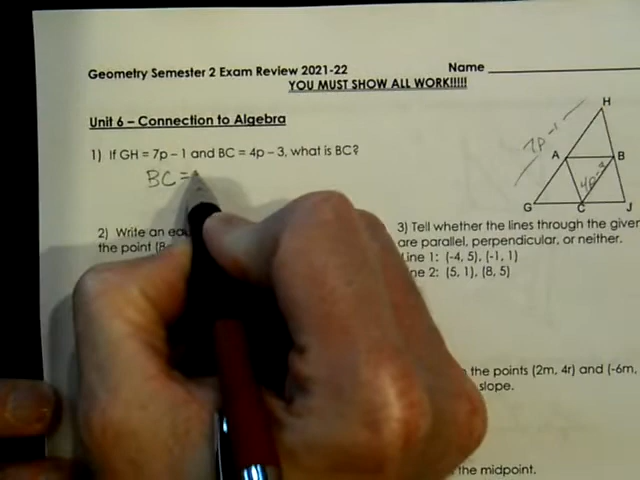 Geometry Semester 2 Exam Review 2021-22 Name
YOU MUST SHOW ALL WORK!!!!!
Unit 6 – Connection to Algebra
1) If GH = 7p – 1 and BC = 4p – 3, what is BC?
BC =
H
7p -1
A
B
4p-3
G
C
J
2) Write an
the point
3) Tell whether the lines through the given
are parallel, perpendicular, or neither.
Line 1: (-4, 5), (-1, 1)
2: (5, 1), (8, 5)
the points (2m, 4r) and (-6m,
slope.
the midpoint.